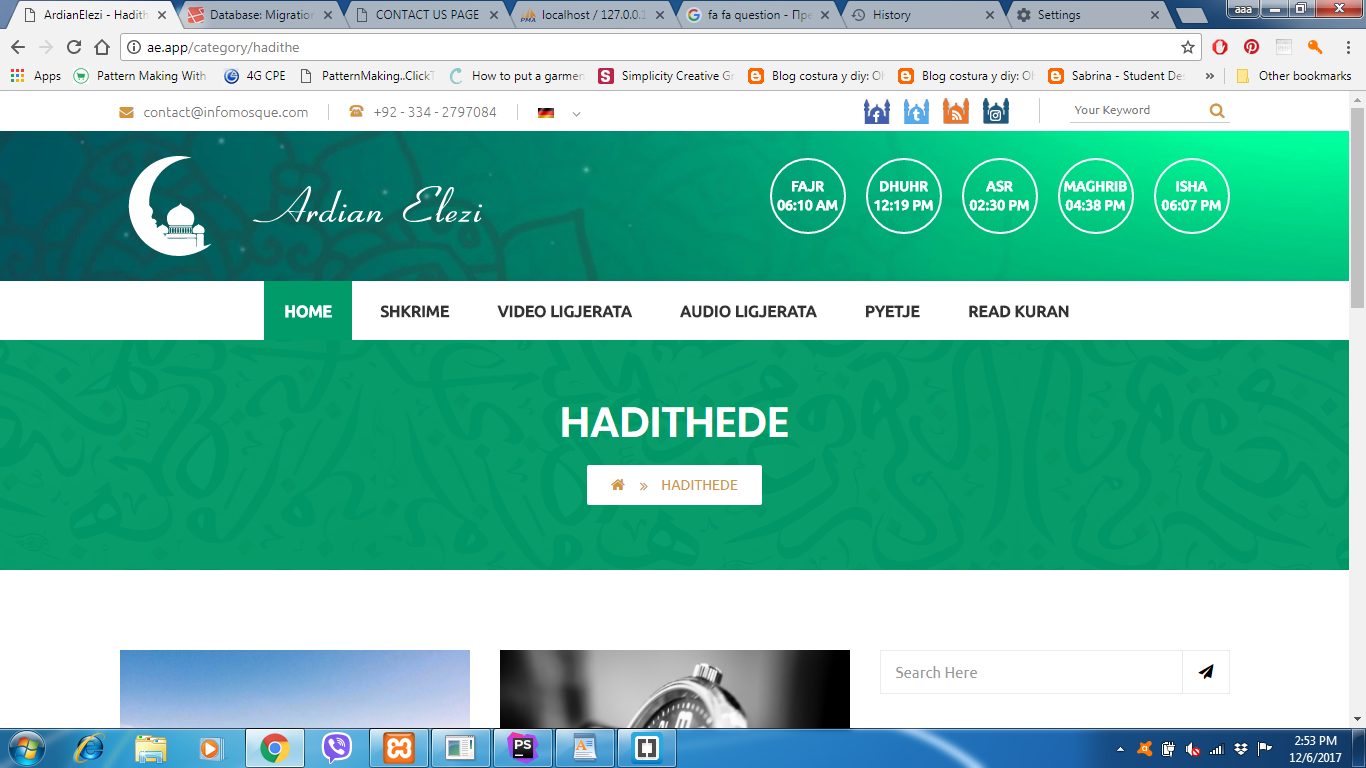 ArdianElezi - Hadith
Database: Migration
CONTACT US PAGE
localhost / 127.0.0.1
fa fa question - Пре
History
Settings
aaa
ae.app/category/hadithe
Apps
Pattern Making With
4G CPE
PatternMaking..ClickT
How to put a garmen
Simplicity Creative Gr
Blog costura y diy: Ol
Blog costura y diy: Ol
Sabrina - Student De
»
Other bookmarks
contact@infomosque.com
+92 - 334 - 2797084
Your Keyword
Ardian Elezi
FAJR
06:10 AM
DHUHR
12:19 PM
ASR
02:30 PM
MAGHRIB
04:38 PM
ISHA
06:07 PM
HOME
SHKRIME
VIDEO LIGJERATA
AUDIO LIGJERATA
PYETJE
READ KURAN
HADITHEDE
» HADITHEDE
Search Here
PS
2:53 PM
12/6/2017